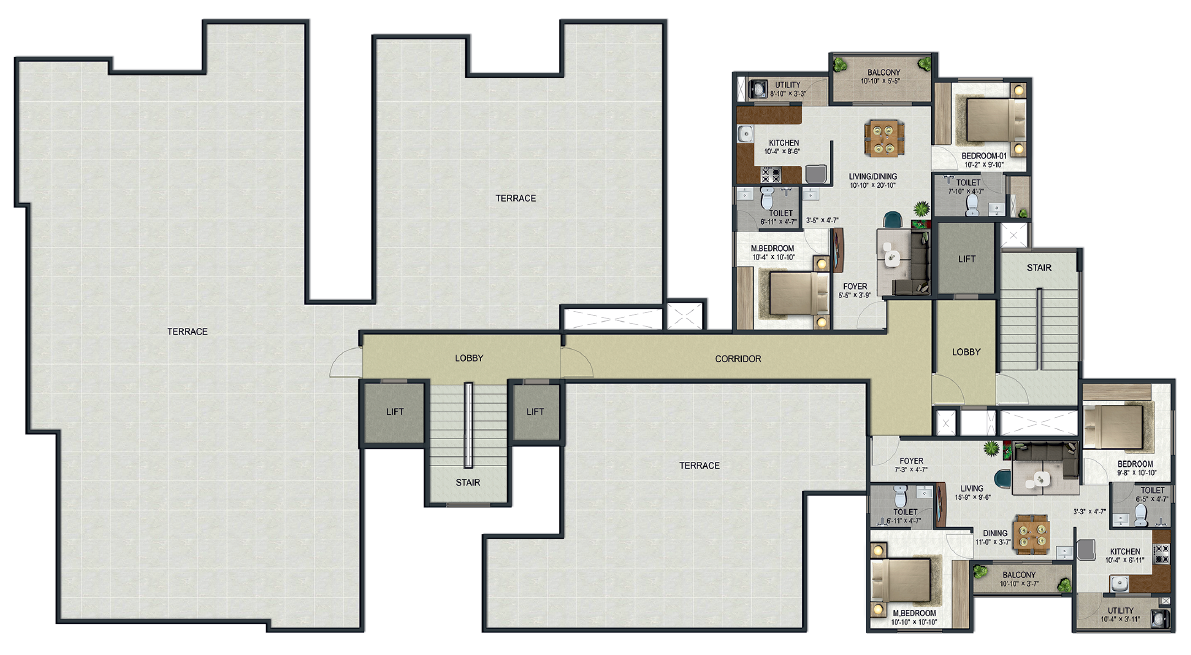 BALCONY
10'-10" × 5'-5"
UTILITY
8'-10" × 3'-3"
KITCHEN
10'-4" × 8'-6"
BEDROOM-01
10'-2" × 9'-10"
LIVING/DINING
10'-10" × 20'-10"
TOILET
7'-10" × 4'-7"
TERRACE
TOILET
6'-11" × 4'-7"
3'-5" × 4'-7"
M.BEDROOM
10'-4" × 10'-10"
LIFT
STAIR
FOYER
5'-5" × 3'-9"
TERRACE
LOBBY
CORRIDOR
LOBBY
LIFT
LIFT
STAIR
TERRACE
FOYER
7'-3" × 4'-7"
BEDROOM
9'-8" × 10'-10"
LIVING
15'-9" × 9'-6"
TOILET
6'-5" × 4'-7"
TOILET
6'-11" × 4'-7"
3'-3" × 4'-7"
DINING
11'-0" × 3'-7"
KITCHEN
10'-4" × 6'-11"
BALCONY
10'-10" × 3'-7"
M.BEDROOM
10'-10" × 10'-10"
UTILITY
10'-4" × 3'-11"